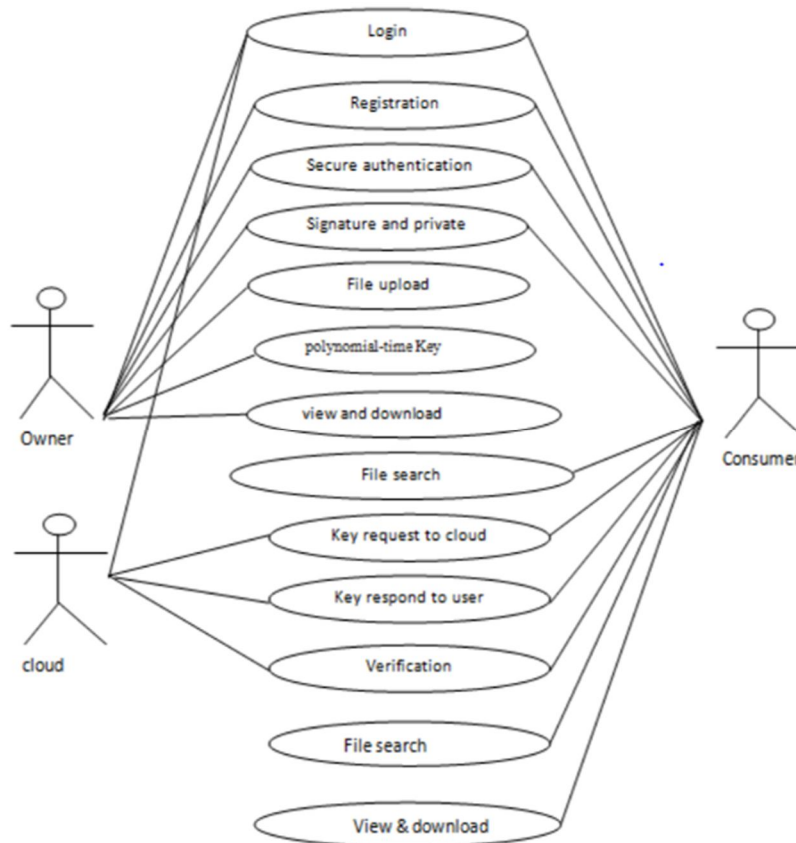 Login
Registration
Secure authentication
Signature and private
File upload
polynomial-time Key
view and download
Owner
File search
Consumer
Key request to cloud
Key respond to user
cloud
Verification
File search
View & download